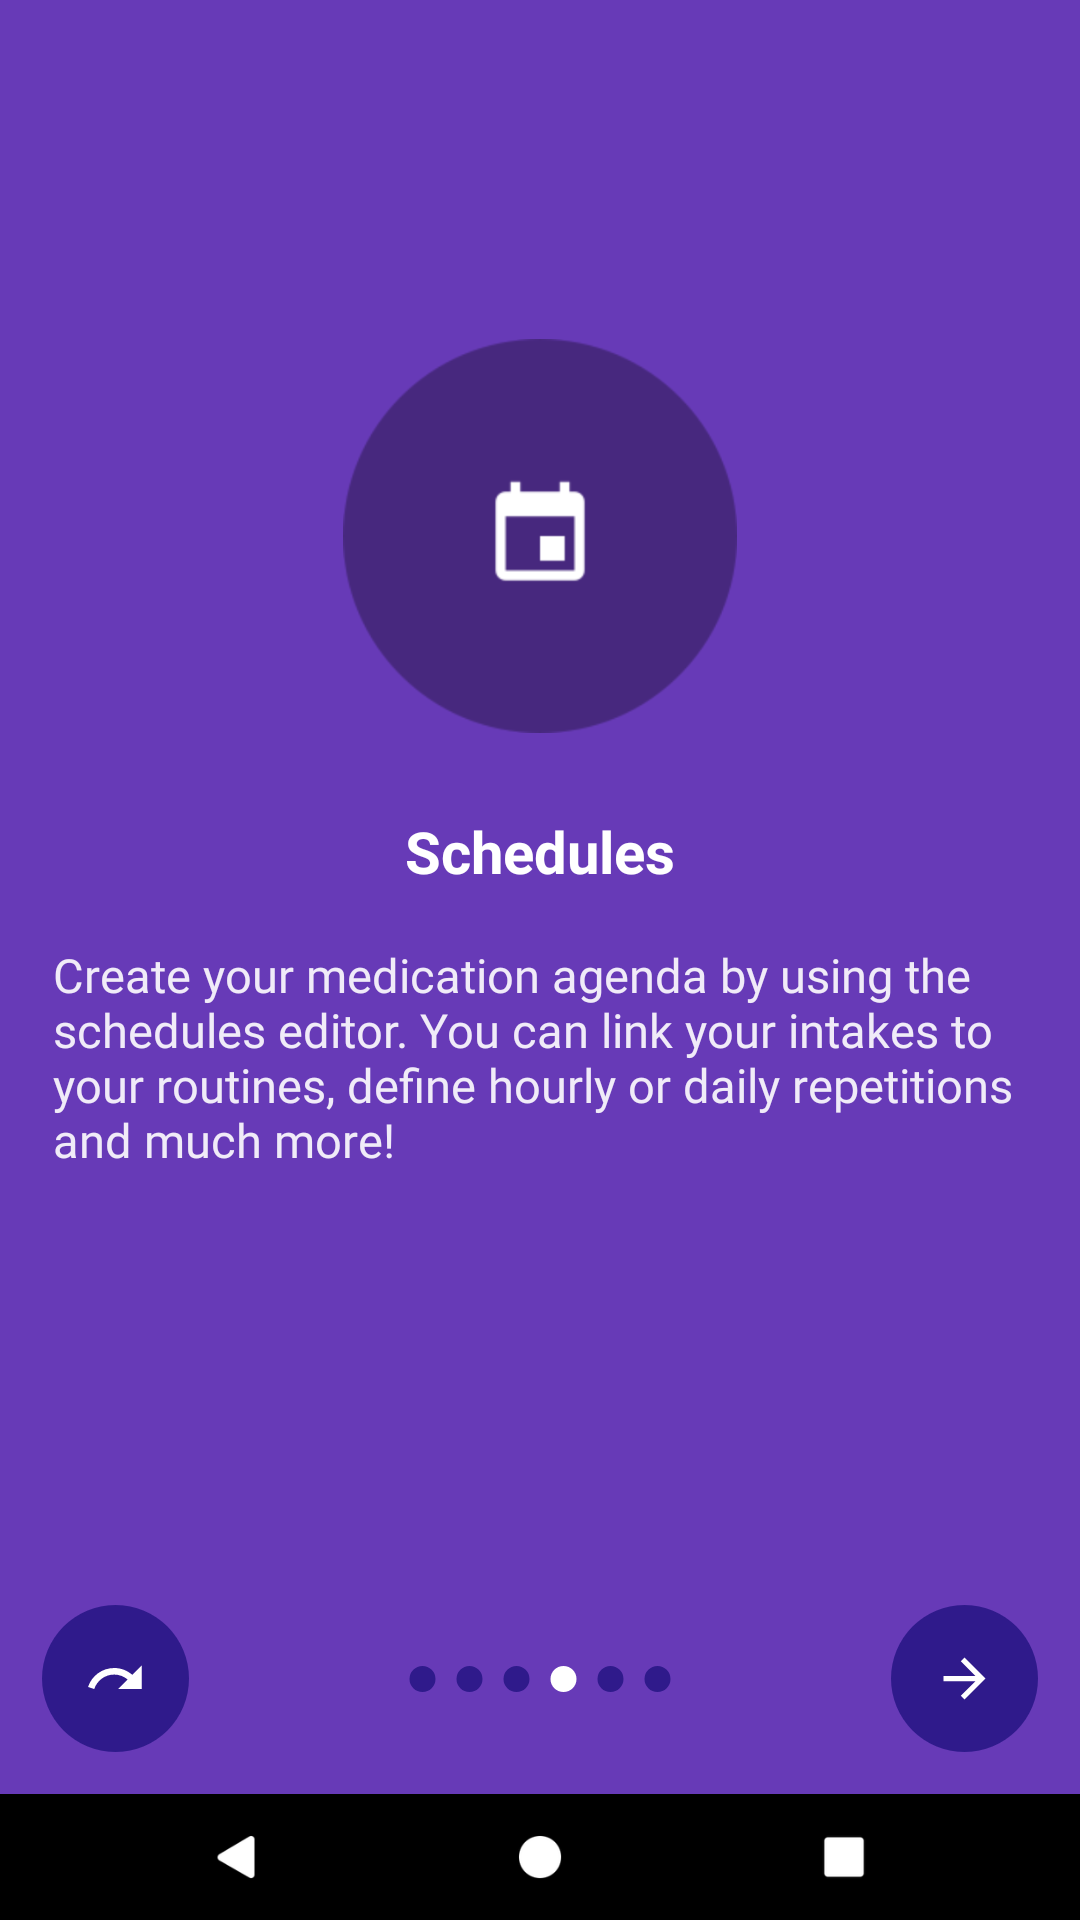 Schedules
Create your medication agenda by using the
schedules editor. You can link your intakes to
your routines, define hourly or daily repetitions
and much more!